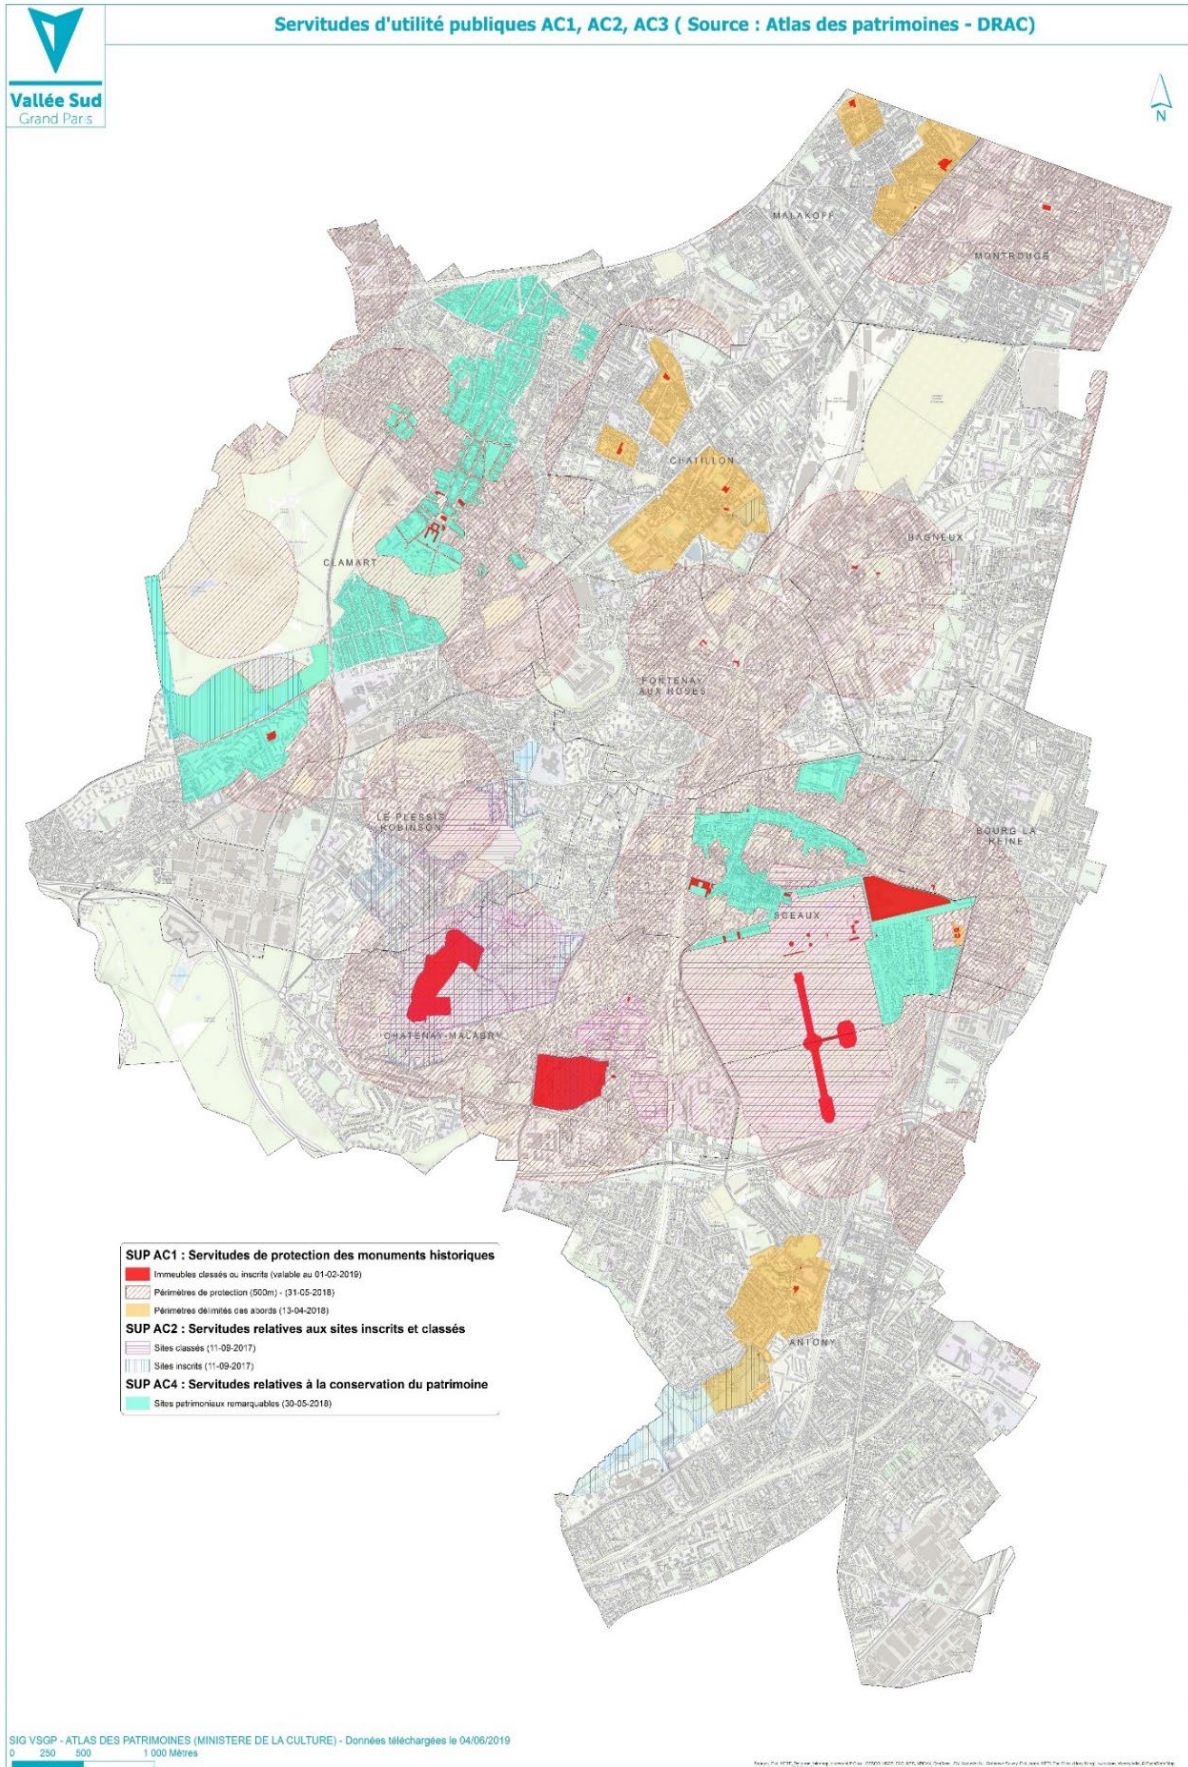 Servitudes d'utilité publiques AC1, AC2, AC3 ( Source : Atlas des patrimoines - DRAC)
Vallée Sud
Grand Paris
N
MALAKOFF
MONTROUGE
CHATILLON
BAGNEUX
CLAMART
FONTENAY
AUX ROSES
LE PLESSIS
ROBINSON
BOURG LA
REINE
SCEAUX
CHATENAY-MALABRY
ANTONY
SUP AC1 : Servitudes de protection des monuments historiques
Immeubles classés ou inscrits (valable au 01-02-2019)
Périmètres de protection (500m) - (31-05-2018)
Périmètres délimités des abords (13-04-2018)
SUP AC2 : Servitudes relatives aux sites inscrits et classés
Sites classés (11-09-2017)
Sites inscrits (11-09-2017)
SUP AC4 : Servitudes relatives à la conservation du patrimoine
Sites patrimoniaux remarquables (30-05-2018)
SIG VSGP - ATLAS DES PATRIMOINES (MINISTERE DE LA CULTURE) - Données téléchargées le 04/06/2019
0 250 500 1 000 Mètres